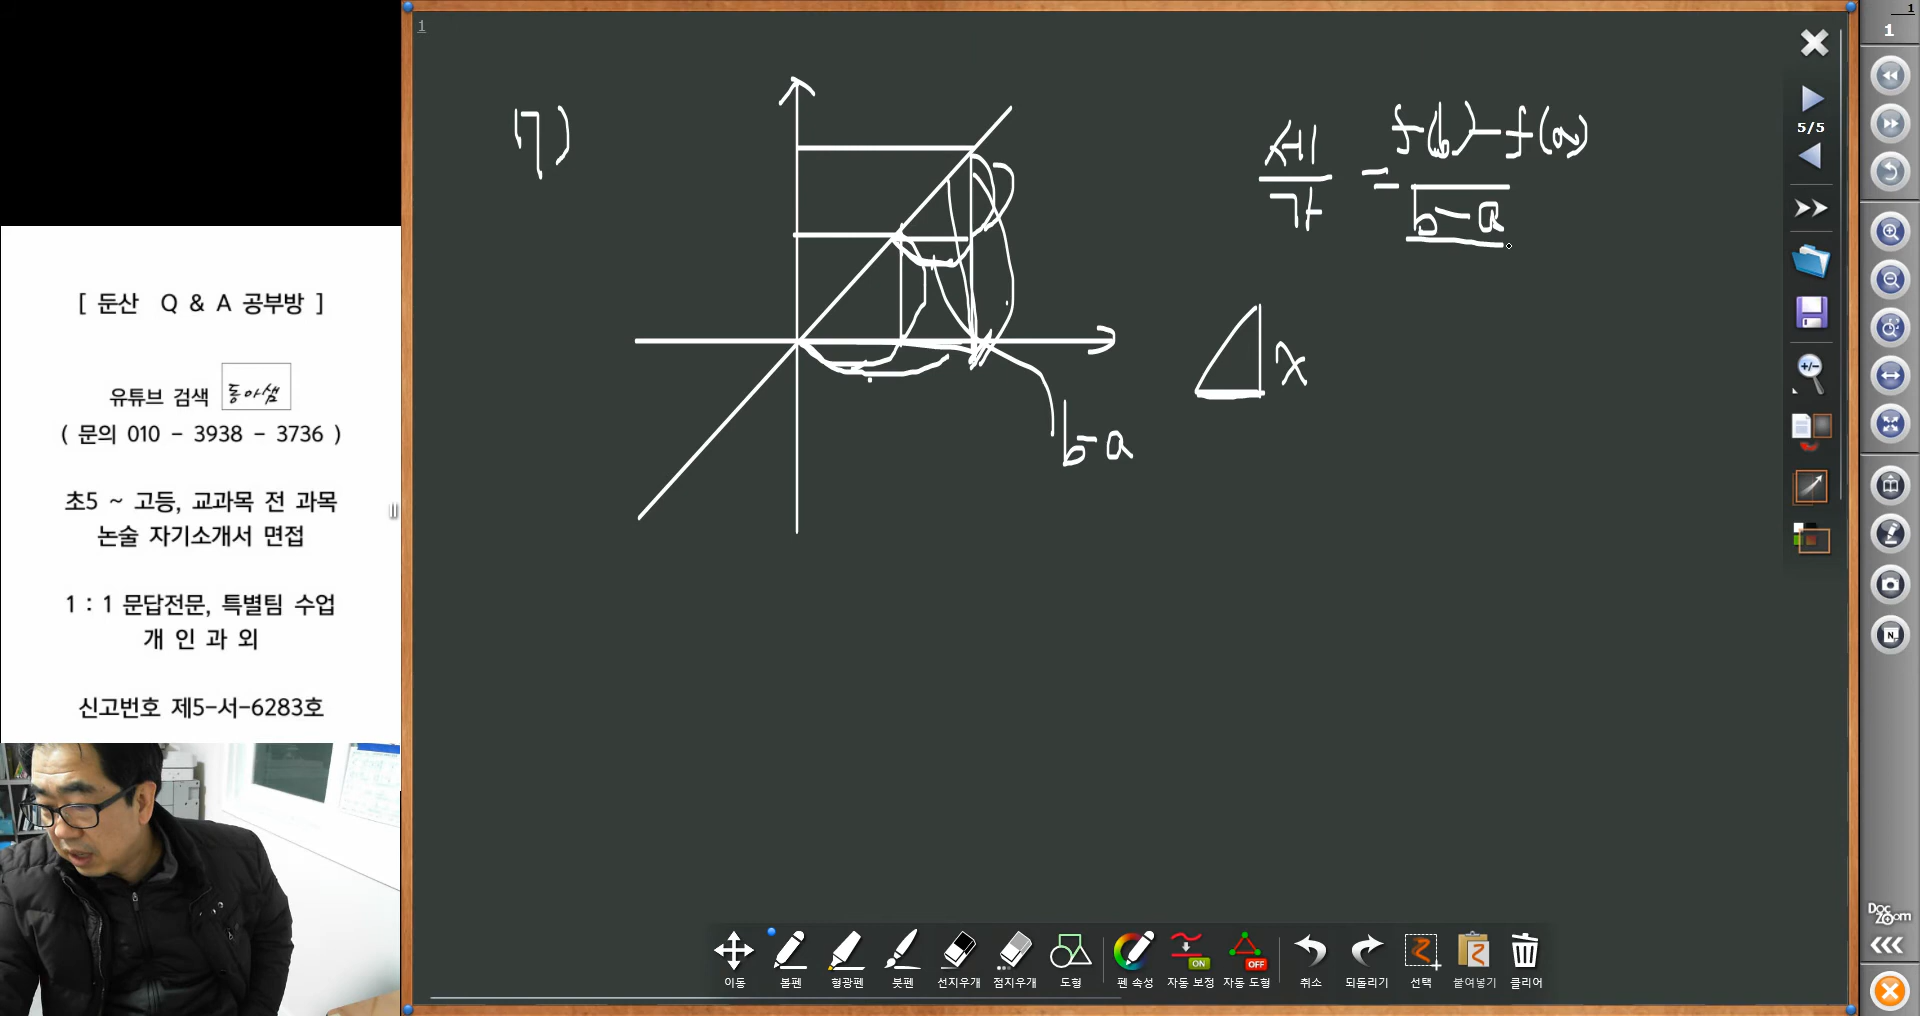 [ 둔산 Q & A 공부방 ]
유튜브 검색 동아샘
( 문의 010 - 3938 - 3736 )
초5 ~ 고등, 교과목 전 과목
논술 자기소개서 면접
1 : 1 문답전문, 특별팀 수업
개 인 과 외
신고번호 제5-서-6283호
1
17)
b-a
세
가
= f(b)-f(a)
b-a
x
5/5
+/-
1
1
N
Doc Zoom
이동
볼펜
형광펜
붓펜
선지우개
점지우개
도형
펜 속성
ON
자동 보정
OFF
자동 도형
취소
되돌리기
선택
붙여넣기
클리어